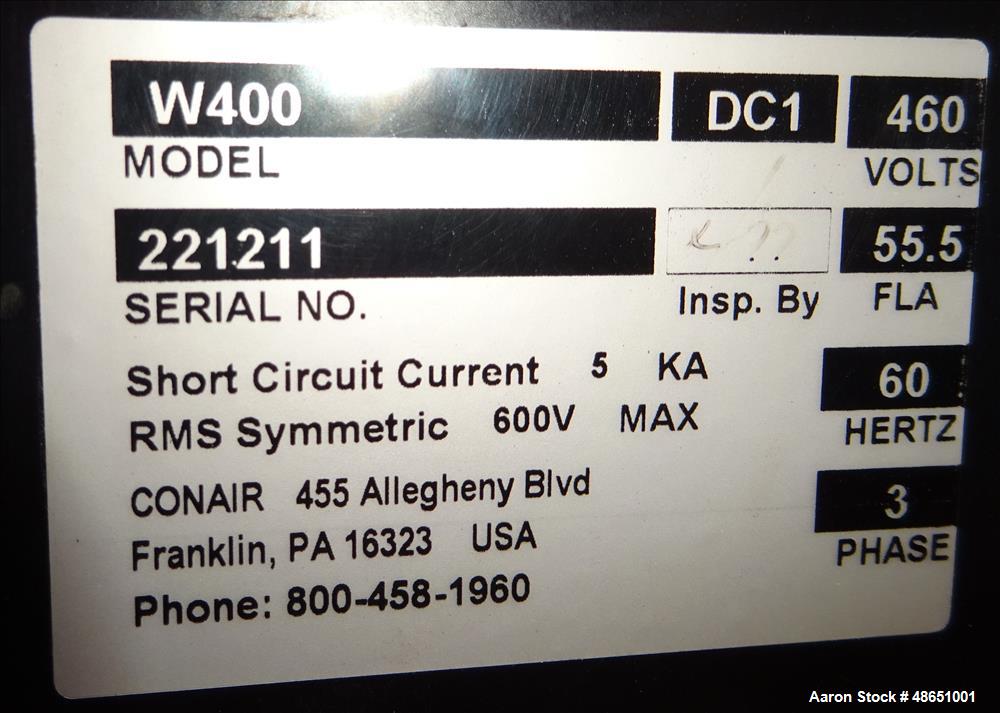 W400 DC1 460
MODEL VOLTS
221211 55.5
SERIAL NO. Insp. By FLA
Short Circuit Current 5 KA 60
RMS Symmetric 600V MAX HERTZ
CONAIR 455 Allegheny Blvd 3
Franklin, PA 16323 USA PHASE
Phone: 800-458-1960
Aaron Stock # 48651001